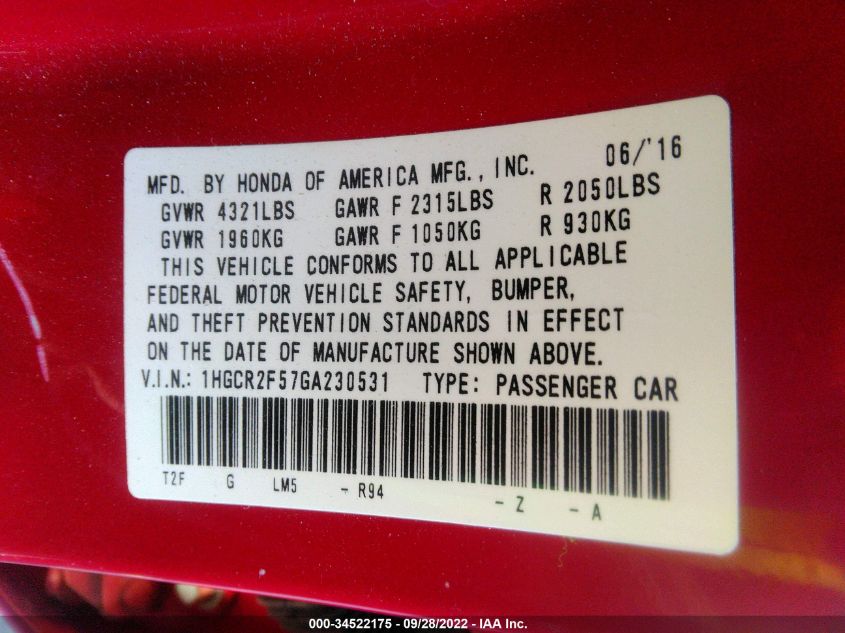 06/'16
MFD. BY HONDA OF AMERICA MFG., INC.
GVWR 4321LBS GAWR F 2315LBS R 2050LBS
GVWR 1960KG GAWR F 1050KG R 930KG
THIS VEHICLE CONFORMS TO ALL APPLICABLE
FEDERAL MOTOR VEHICLE SAFETY, BUMPER,
AND THEFT PREVENTION STANDARDS IN EFFECT
ON THE DATE OF MANUFACTURE SHOWN ABOVE.
V.I.N.: 1HGCR2F57GA230531 TYPE: PASSENGER CAR
T2F G LM5 - R94 - Z - A
000-34522175 - 09/28/2022 - IAA Inc.